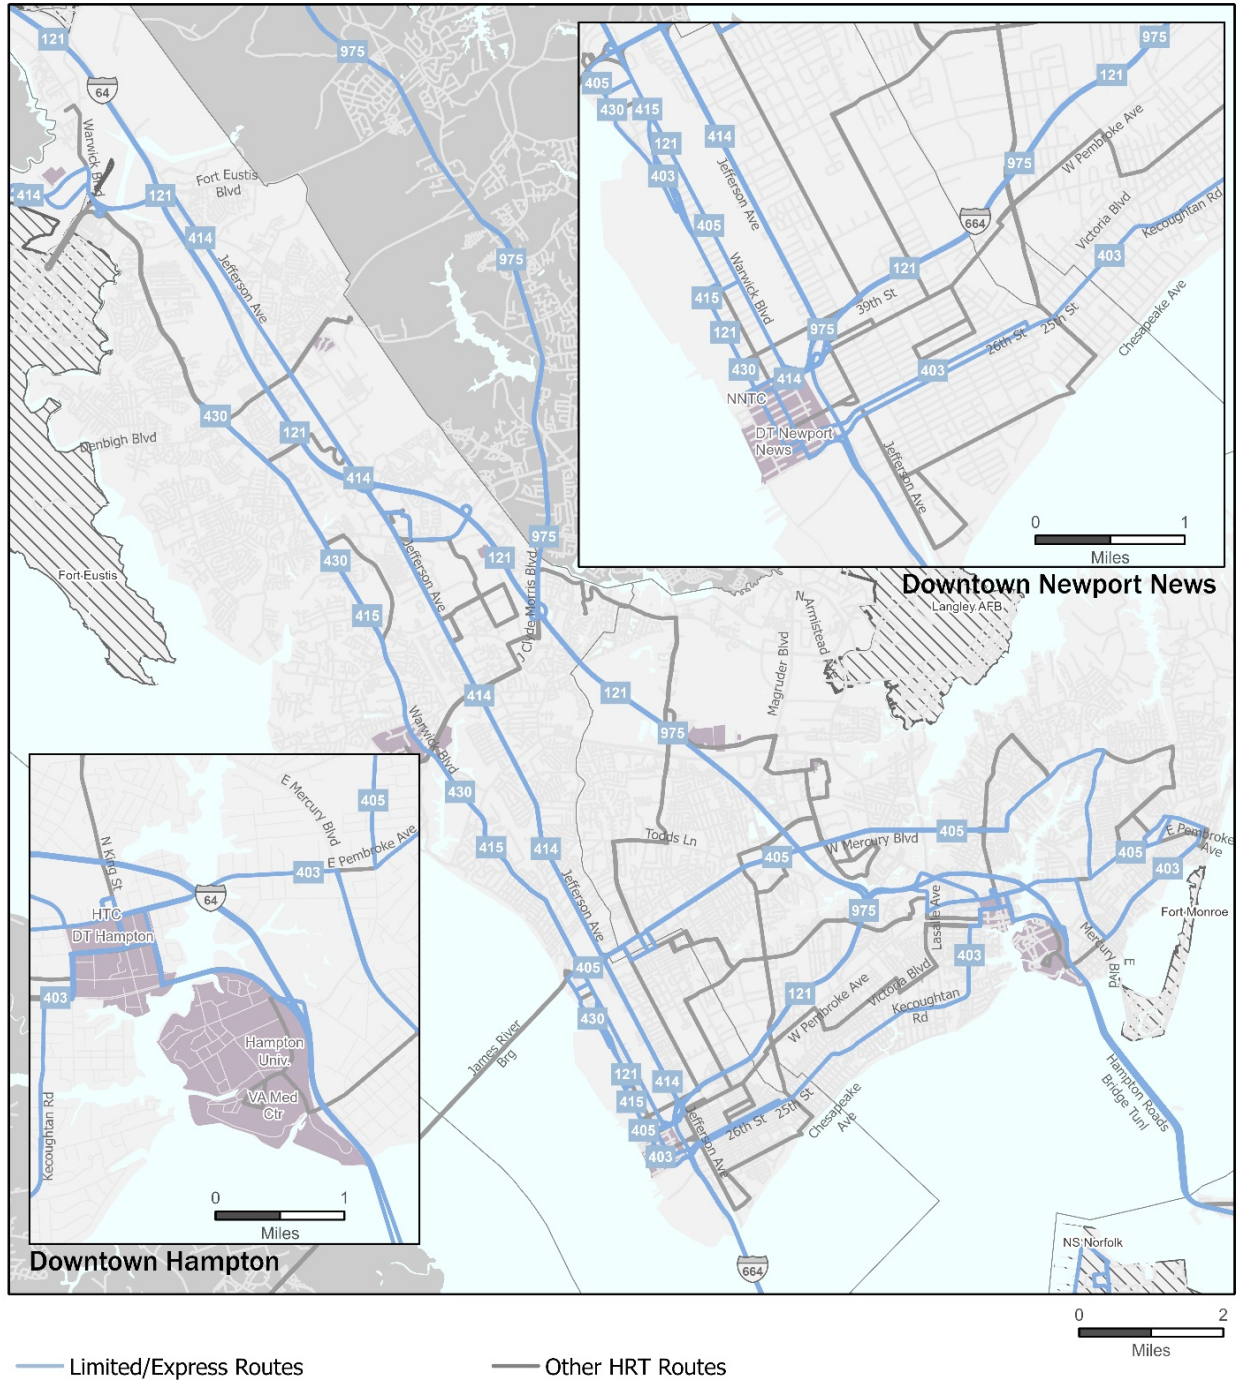 121
975
64
Warwick Blvd
414
121
Fort Eustis
Blvd
414
Jefferson Ave
975
430
121
Denbigh Blvd
414
975
121
Jefferson Ave
Clyde Morris Blvd
430
Fort Eustis
415
414
121
975
Warwick Blvd
430
415
414
Jefferson Ave
Todds Ln
N
Armistead Ave
Langley AFB
Magruder Blvd
W Mercury Blvd
405
405
975
Lasalle Ave
403
E Pembroke
Ave
405
403
Fort Monroe
E
Mercury
Blvd
405
430
121
W Pembroke Ave
Victoria Blvd
Kecoughtan
Rd
James River
Brg
121
414
415
405
403
Jefferson Ave
26th St
25th St
Chesapeake
Ave
Hampton Roads
Bridge Tunl
664
NS Norfolk
0 2
Miles
975
405
430
415
121
403
414
Jefferson Ave
121
975
W Pembroke Ave
664
Victoria Blvd
Kecoughtan Rd
403
405
Warwick Blvd
415
121
430
121
39th St
975
414
26th St
25th St
403
Chesapeake Ave
NNTC
DT Newport
News
Jefferson Ave
0 1
Miles
Downtown Newport News
E Mercury Blvd
405
N King St
403
E Pembroke Ave
64
HTC
DT Hampton
403
Hampton
Univ.
VA Med
Ctr
Kecoughtan Rd
0 1
Miles
Downtown Hampton
Limited/Express Routes
Other HRT Routes